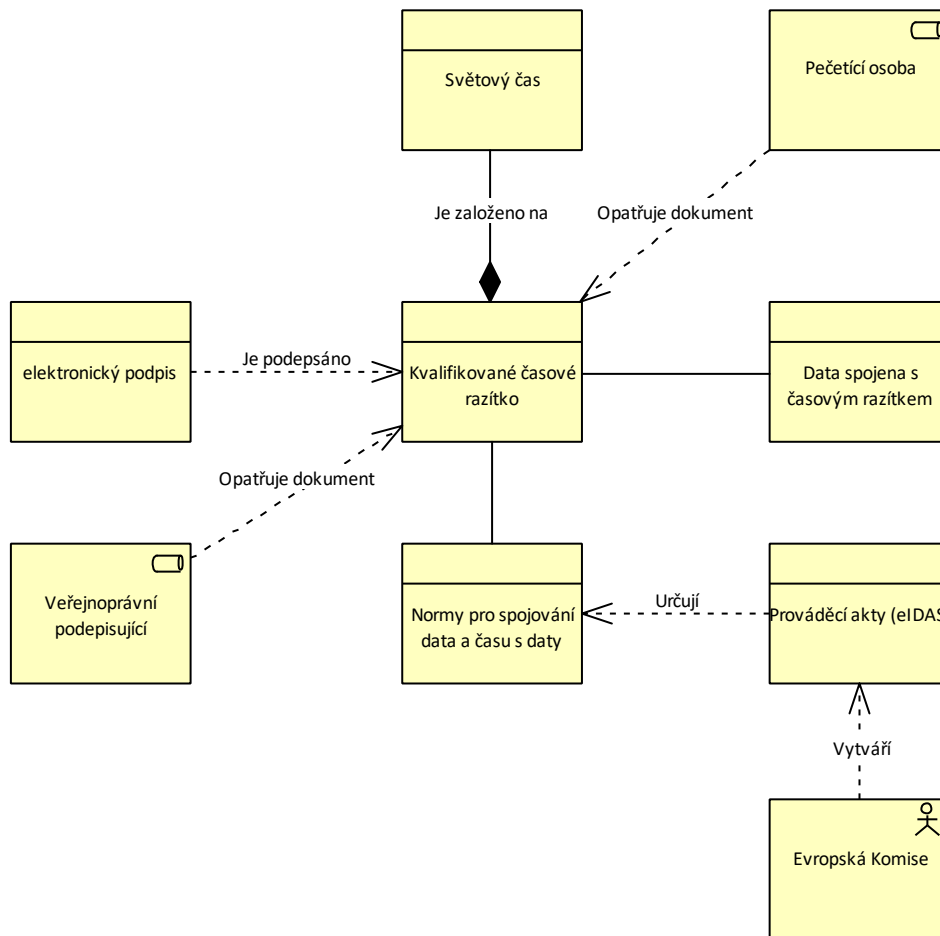 Světový čas
Pečetící osoba
Je založeno na
Opatřuje dokument
elektronický podpis
Je podepsáno
Kvalifikované časové
razítko
Data spojena s
časovým razítkem
Opatřuje dokument
Veřejnoprávní
podepisující
Normy pro spojování
data a času s daty
Určují
Prováděcí akty (eIDAS
Vytváří
Evropská Komise